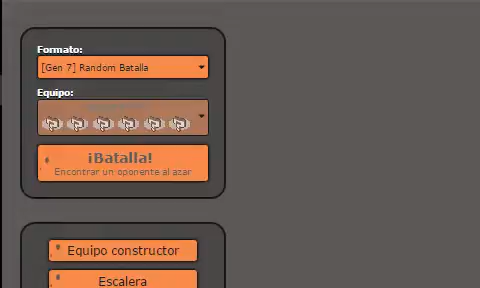 Formato:
[Gen 7] Random Batalla
Equipo:
¡Batalla!
Encontrar un oponente al azar
Equipo constructor
Escalera